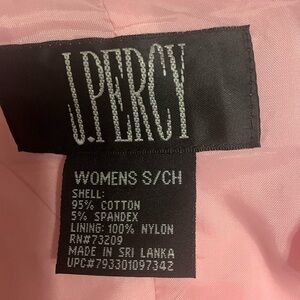 J.PERCY
WOMENS S/CH
SHELL:
95% COTTON
5% SPANDEX
LINING: 100% NYLON
RN#73209
MADE IN SRI LANKA
UPC#793301097342